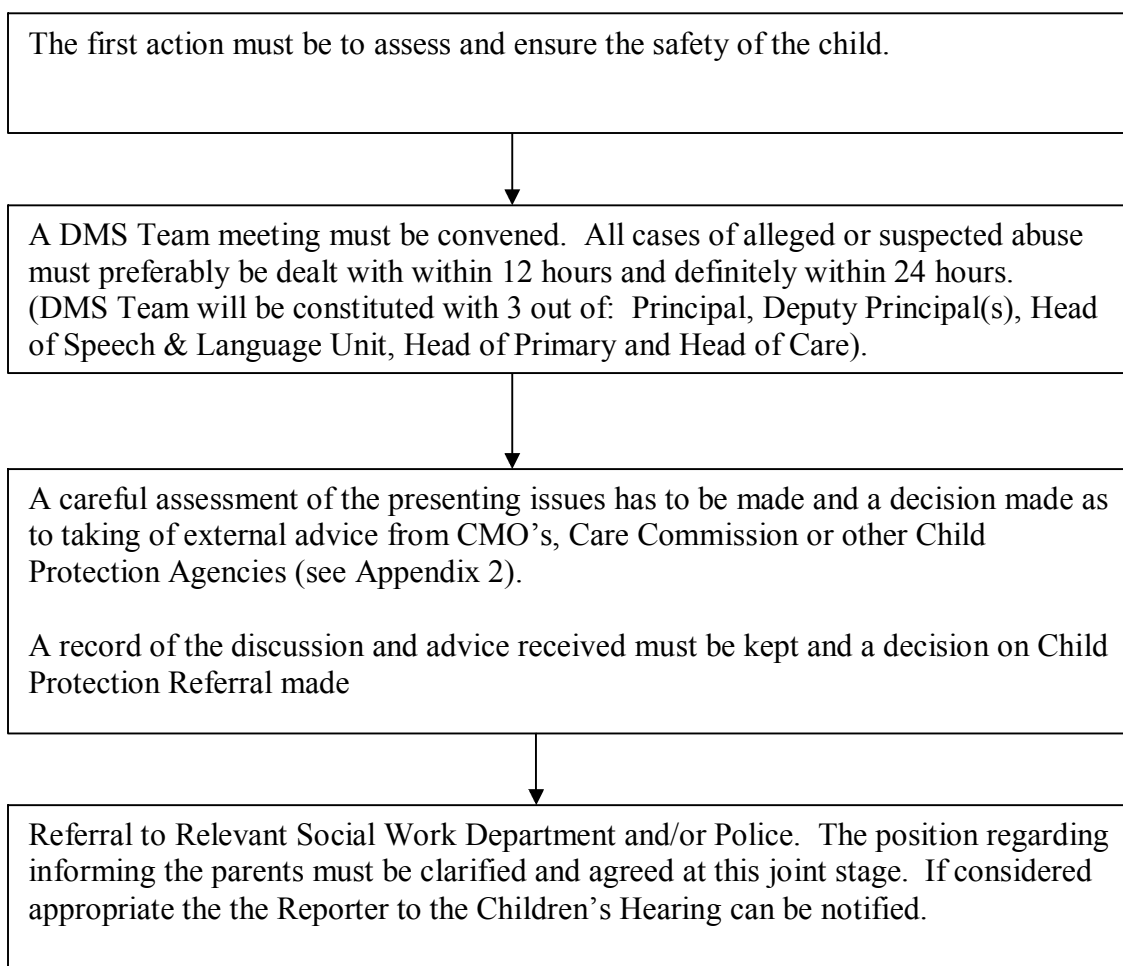 The first action must be to assess and ensure the safety of the child.
A DMS Team meeting must be convened.  All cases of alleged or suspected abuse
must preferably be dealt with within 12 hours and definitely within 24 hours.
(DMS Team will be constituted with 3 out of:  Principal, Deputy Principal(s), Head
of Speech & Language Unit, Head of Primary and Head of Care).
A careful assessment of the presenting issues has to be made and a decision made as
to taking of external advice from CMO’s, Care Commission or other Child
Protection Agencies (see Appendix 2).
A record of the discussion and advice received must be kept and a decision on Child
Protection Referral made
Referral to Relevant Social Work Department and/or Police.  The position regarding
informing the parents must be clarified and agreed at this joint stage.  If considered
appropriate the the Reporter to the Children’s Hearing can be notified.